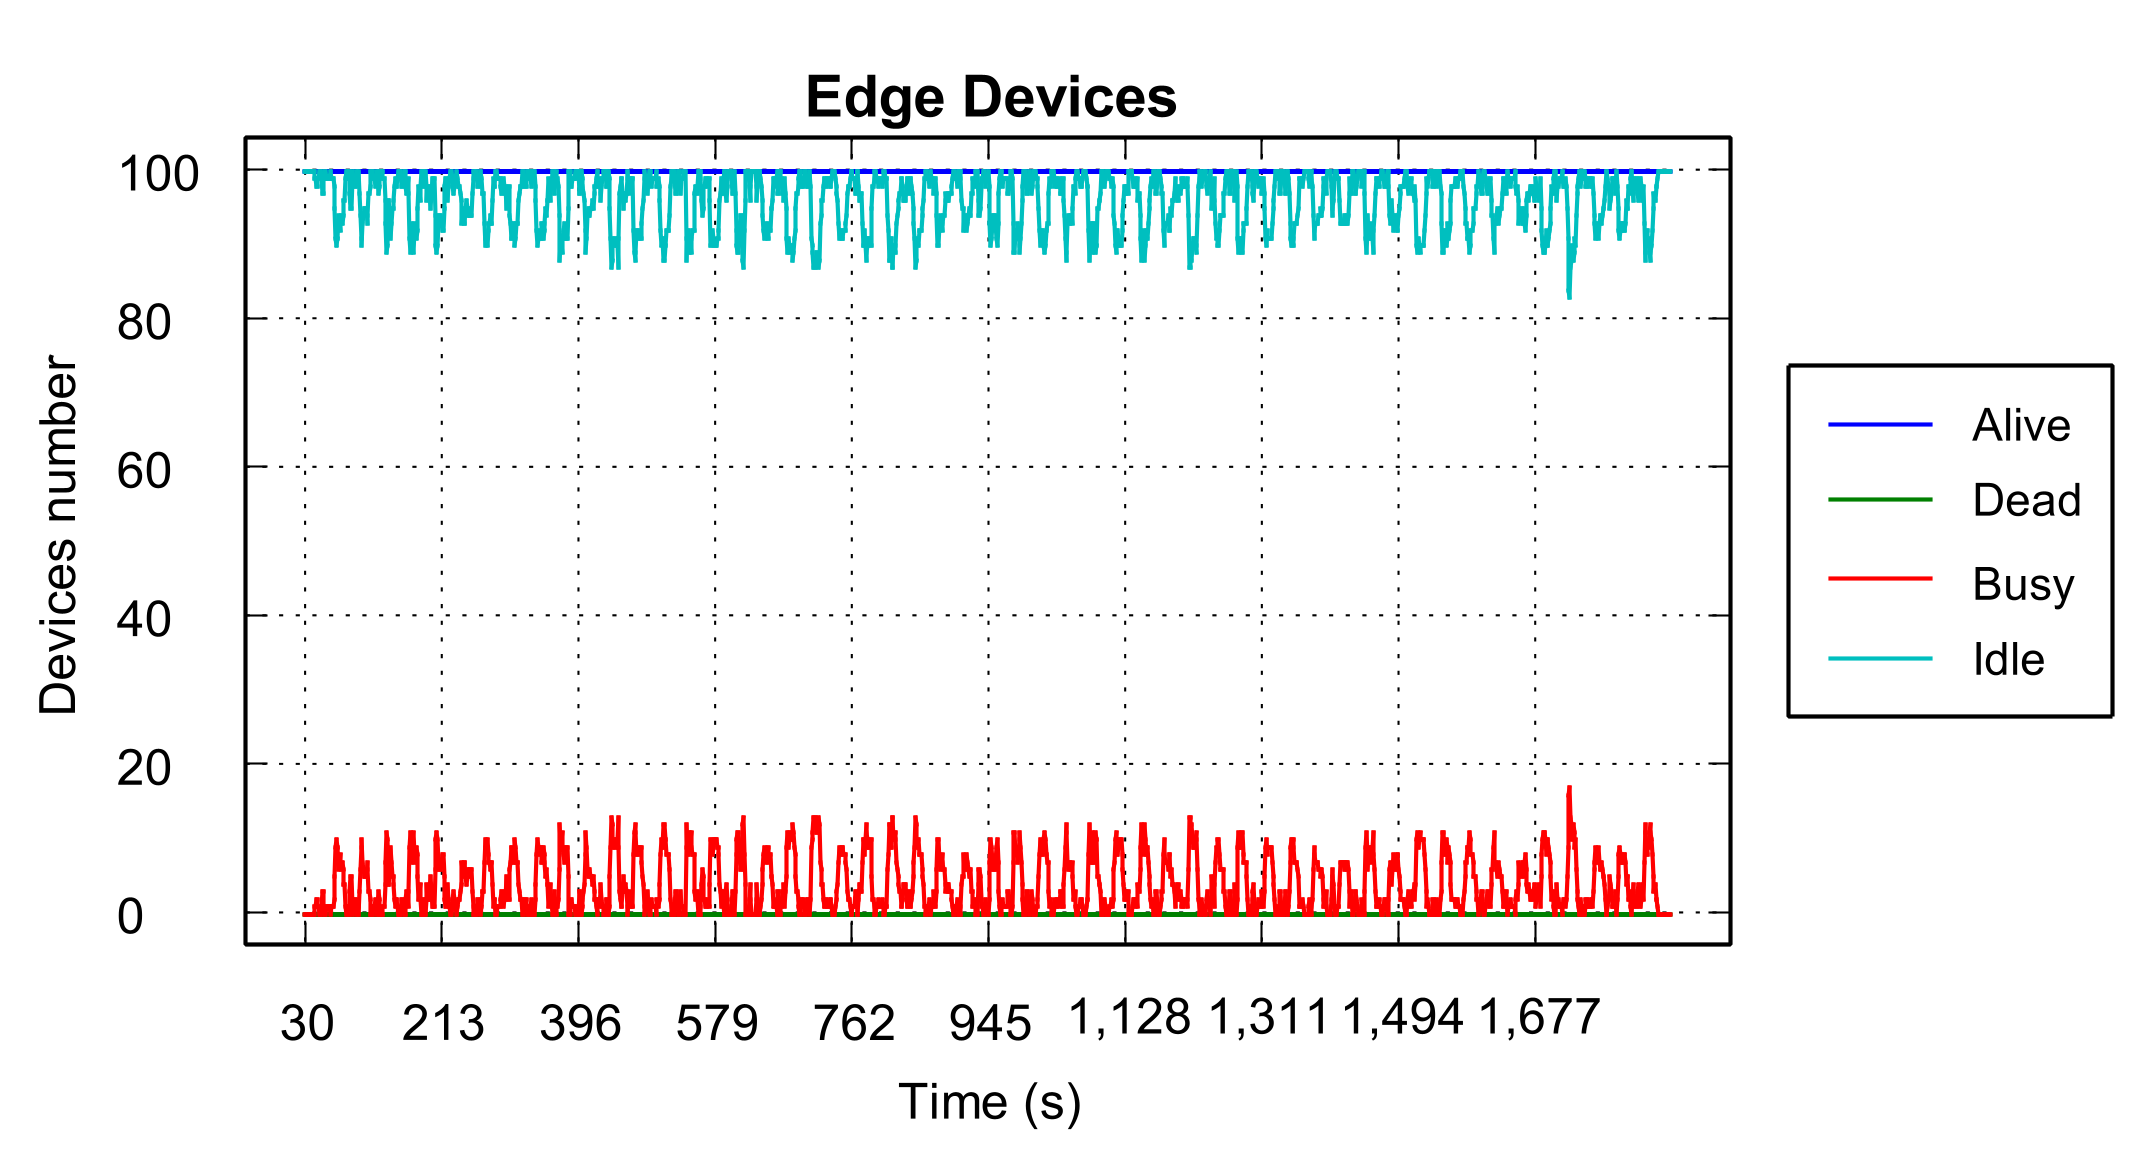 Edge Devices
100
80
60
40
20
0
Devices number
30 213 396 579 762 945 1,128 1,311 1,494 1,677
Time (s)
Alive
Dead
Busy
Idle